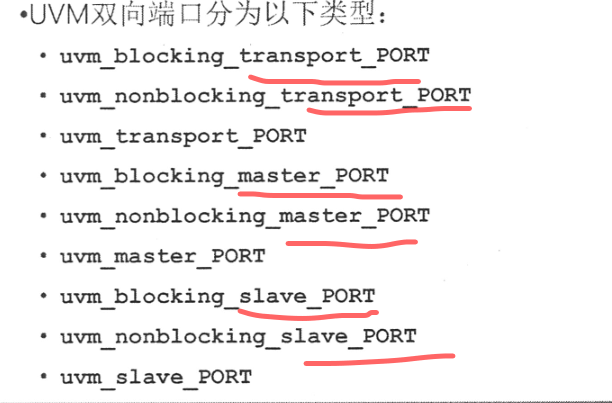 •UVM双向端口分为以下类型：
• uvm_blocking_transport_PORT
• uvm_nonblocking_transport_PORT
• uvm_transport_PORT
• uvm_blocking_master_PORT
• uvm_nonblocking_master_PORT
• uvm_master_PORT
• uvm_blocking_slave_PORT
• uvm_nonblocking_slave_PORT
• uvm_slave_PORT